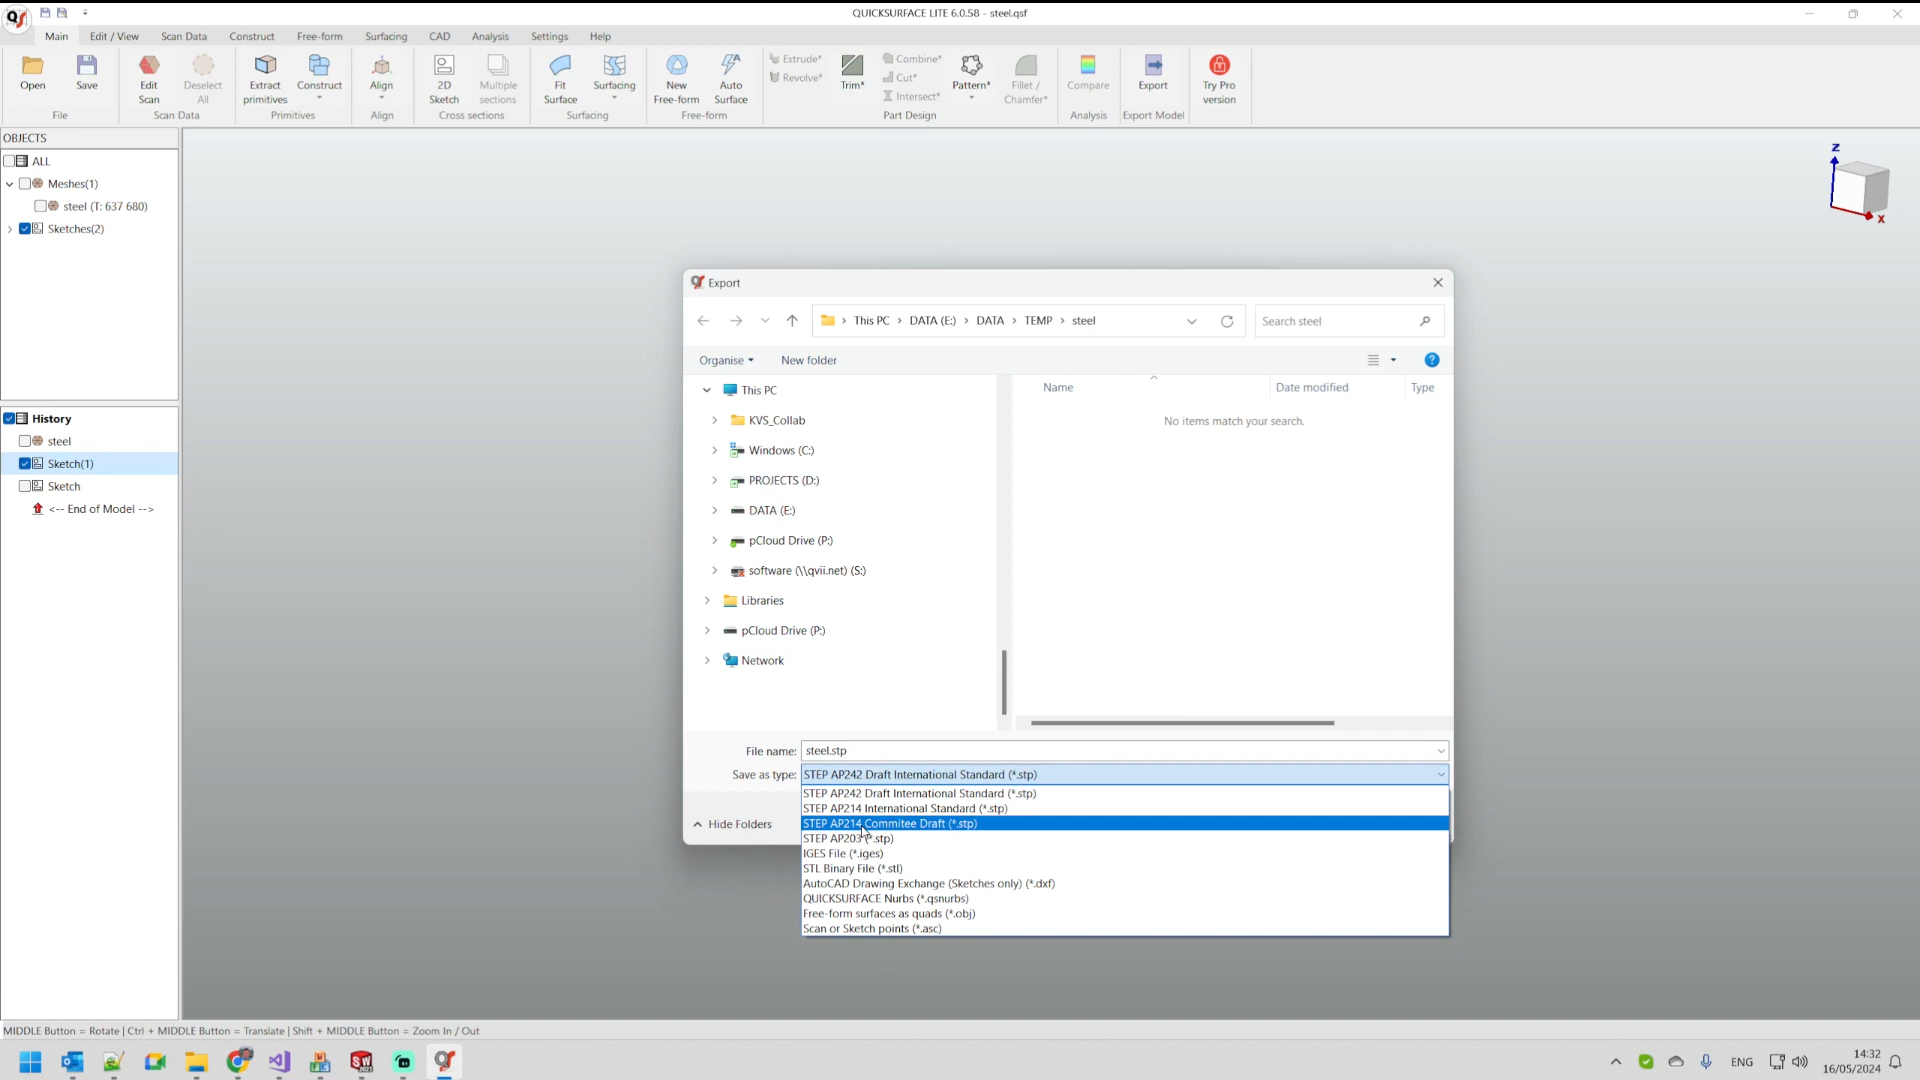 QUICKSURFACE LITE 6.0.58 - steel.qsf
Main Edit / View Scan Data Construct Free-form Surfacing CAD Analysis Settings Help
Open
Save
File
Edit Scan
Deselect All
Scan Data
Extract primitives
Construct
Primitives
Align
Align
2D Sketch
Multiple sections
Cross sections
Fit Surface
Surfacing
Surfacing
New Free-form
Auto Surface
Free-form
Extrude*
Revolve*
Trim*
Combine*
Cut*
Intersect*
Pattern*
Fillet / Chamfer*
Part Design
Compare
Analysis
Export
Export Model
Try Pro version
OBJECTS
ALL
Meshes(1)
steel (T: 637 680)
Sketches(2)
History
steel
Sketch(1)
Sketch
<-- End of Model -->
Z
X
Export
This PC > DATA (E:) > DATA > TEMP > steel
Search steel
Organise
New folder
This PC
KVS_Collab
Windows (C:)
PROJECTS (D:)
DATA (E:)
pCloud Drive (P:)
software (\\qvii.net) (S:)
Libraries
pCloud Drive (P:)
Network
Name Date modified Type
No items match your search.
File name: steel.stp
Save as type: STEP AP242 Draft International Standard (*.stp)
STEP AP242 Draft International Standard (*.stp)
STEP AP214 International Standard (*.stp)
STEP AP214 Commitee Draft (*.stp)
STEP AP203 (*.stp)
IGES File (*.iges)
STL Binary File (*.stl)
AutoCAD Drawing Exchange (Sketches only) (*.dxf)
QUICKSURFACE Nurbs (*.qsnurbs)
Free-form surfaces as quads (*.obj)
Scan or Sketch points (*.asc)
Hide Folders
MIDDLE Button = Rotate | Ctrl + MIDDLE Button = Translate | Shift + MIDDLE Button = Zoom In / Out
ENG
14:32
16/05/2024